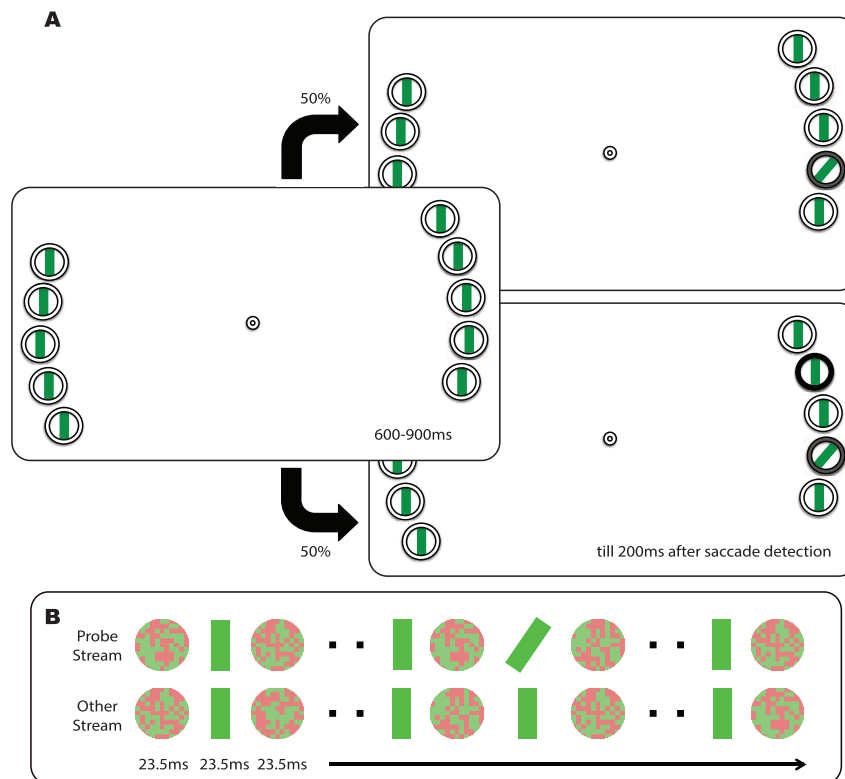 A
50%
600-900ms
50%
till 200ms after saccade detection
B
Probe
Stream
Other
Stream
23.5ms 23.5ms 23.5ms